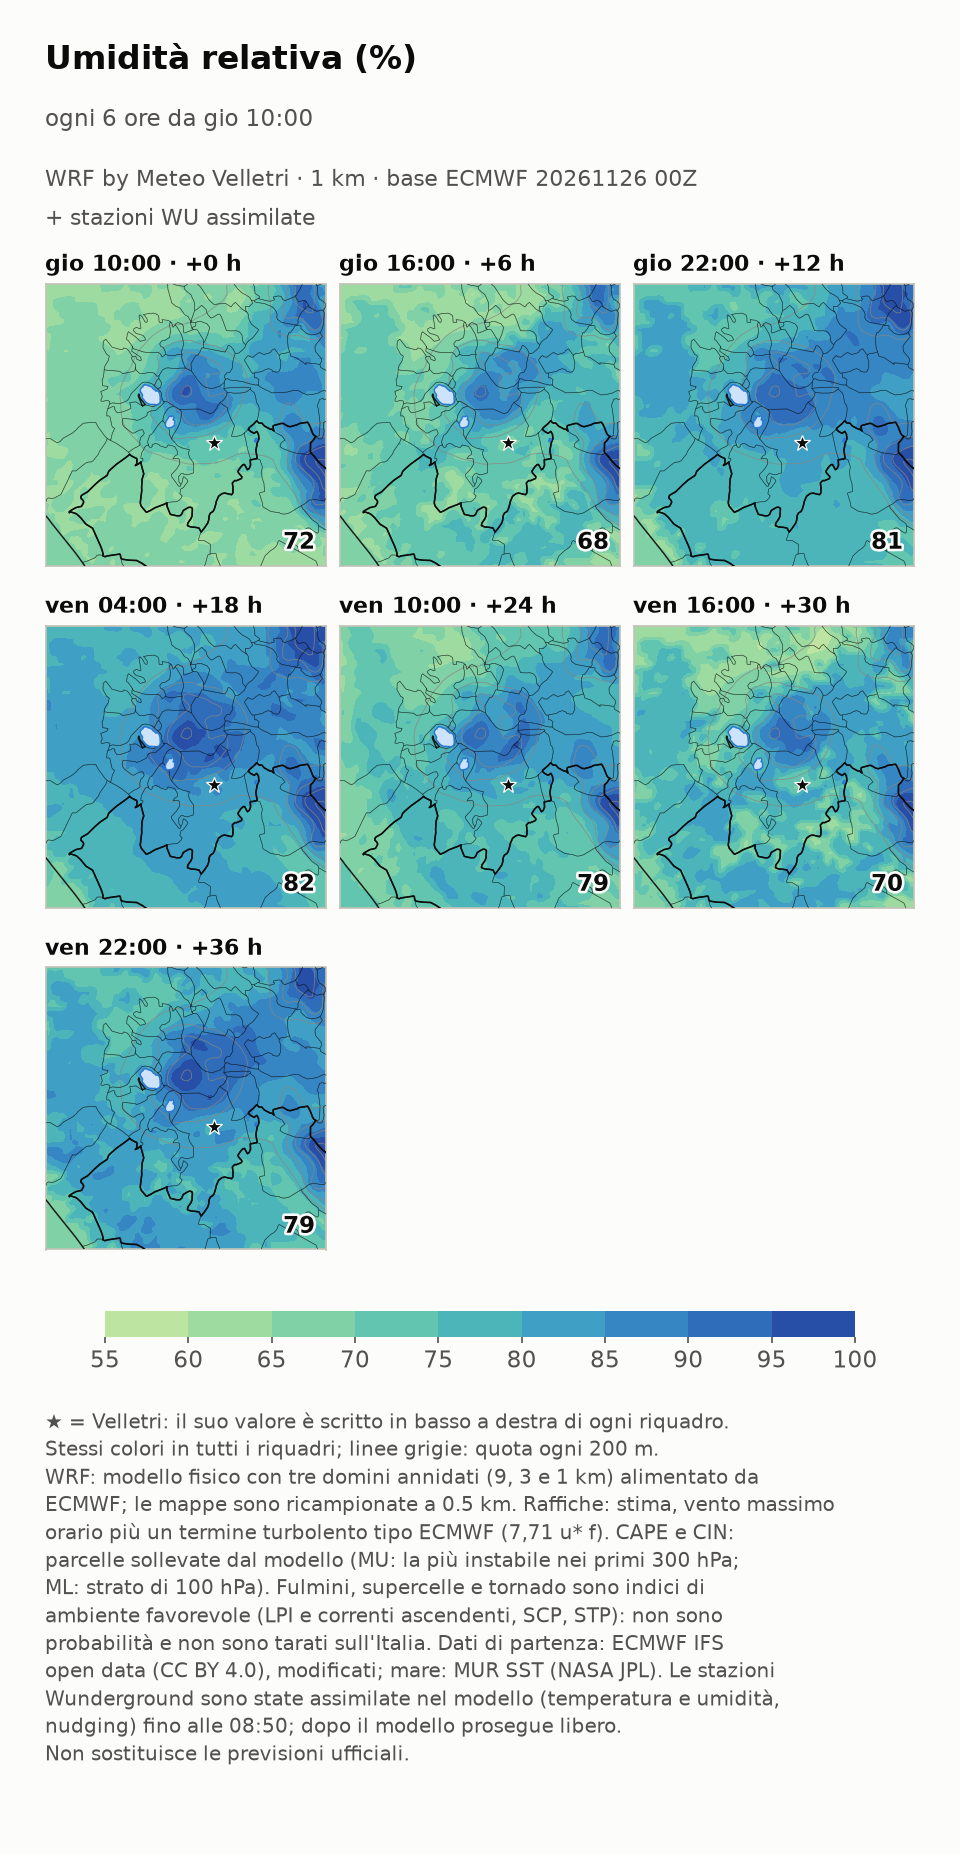 Umidità relativa (%)
ogni 6 ore da gio 10:00
WRF by Meteo Velletri · 1 km · base ECMWF 20261126 00Z
+ stazioni WU assimilate
gio 10:00 · +0 h
gio 16:00 · +6 h
gio 22:00 · +12 h
72
68
81
ven 04:00 · +18 h
ven 10:00 · +24 h
ven 16:00 · +30 h
82
79
70
ven 22:00 · +36 h
79
55 60 65 70 75 80 85 90 95 100
★ = Velletri: il suo valore è scritto in basso a destra di ogni riquadro.
Stessi colori in tutti i riquadri; linee grigie: quota ogni 200 m.
WRF: modello fisico con tre domini annidati (9, 3 e 1 km) alimentato da
ECMWF; le mappe sono ricampionate a 0.5 km. Raffiche: stima, vento massimo
orario più un termine turbolento tipo ECMWF (7,71 u* f). CAPE e CIN:
parcelle sollevate dal modello (MU: la più instabile nei primi 300 hPa;
ML: strato di 100 hPa). Fulmini, supercelle e tornado sono indici di
ambiente favorevole (LPI e correnti ascendenti, SCP, STP): non sono
probabilità e non sono tarati sull'Italia. Dati di partenza: ECMWF IFS
open data (CC BY 4.0), modificati; mare: MUR SST (NASA JPL). Le stazioni
Wunderground sono state assimilate nel modello (temperatura e umidità,
nudging) fino alle 08:50; dopo il modello prosegue libero.
Non sostituisce le previsioni ufficiali.